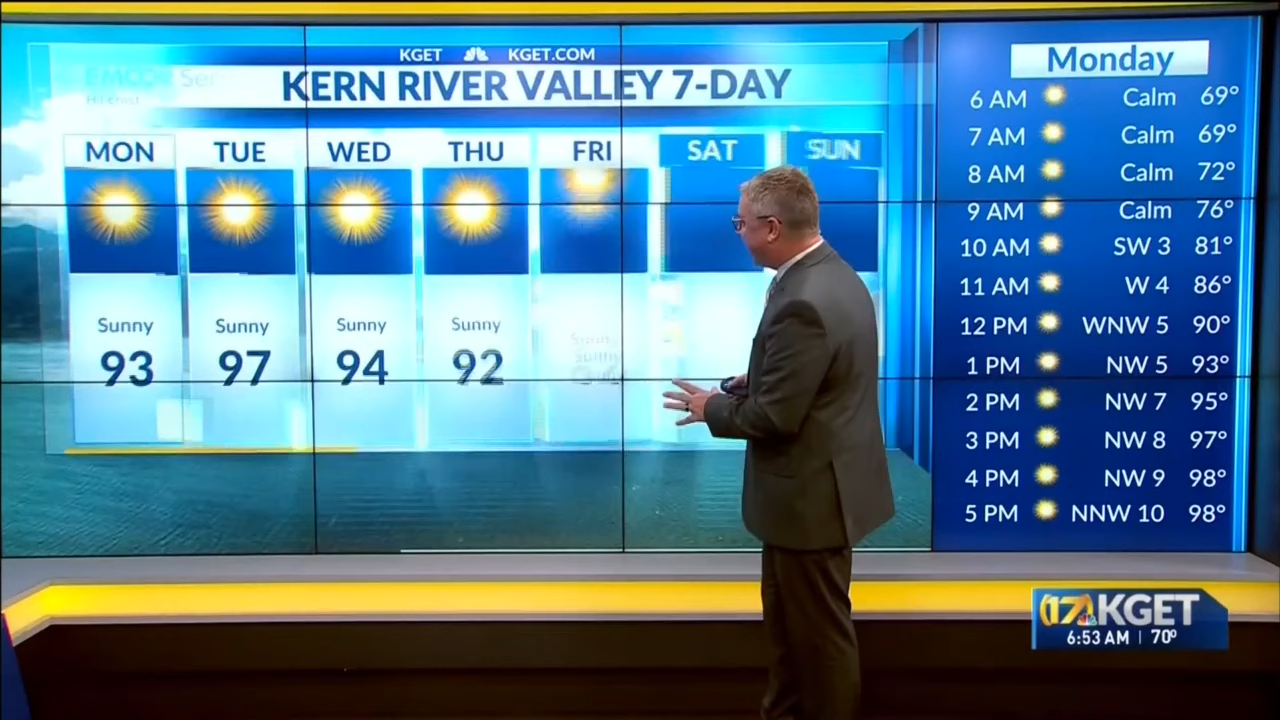 KGET KGET.COM
KERN RIVER VALLEY 7-DAY
MON TUE WED THU FRI SAT SUN
Sunny Sunny Sunny Sunny
93 97 94 92
Monday
6 AM Calm 69°
7 AM Calm 69°
8 AM Calm 72°
9 AM Calm 76°
10 AM SW 3 81°
11 AM W 4 86°
12 PM WNW 5 90°
1 PM NW 5 93°
2 PM NW 7 95°
3 PM NW 8 97°
4 PM NW 9 98°
5 PM NNW 10 98°
17 KGET
6:53 AM | 70°